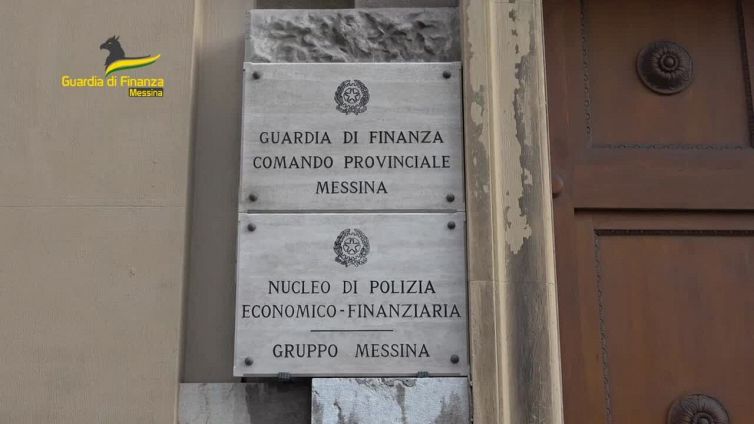 Guardia di Finanza
Messina
GUARDIA DI FINANZA
COMANDO PROVINCIALE
MESSINA
NUCLEO DI POLIZIA
ECONOMICO-FINANZIARIA
GRUPPO MESSINA